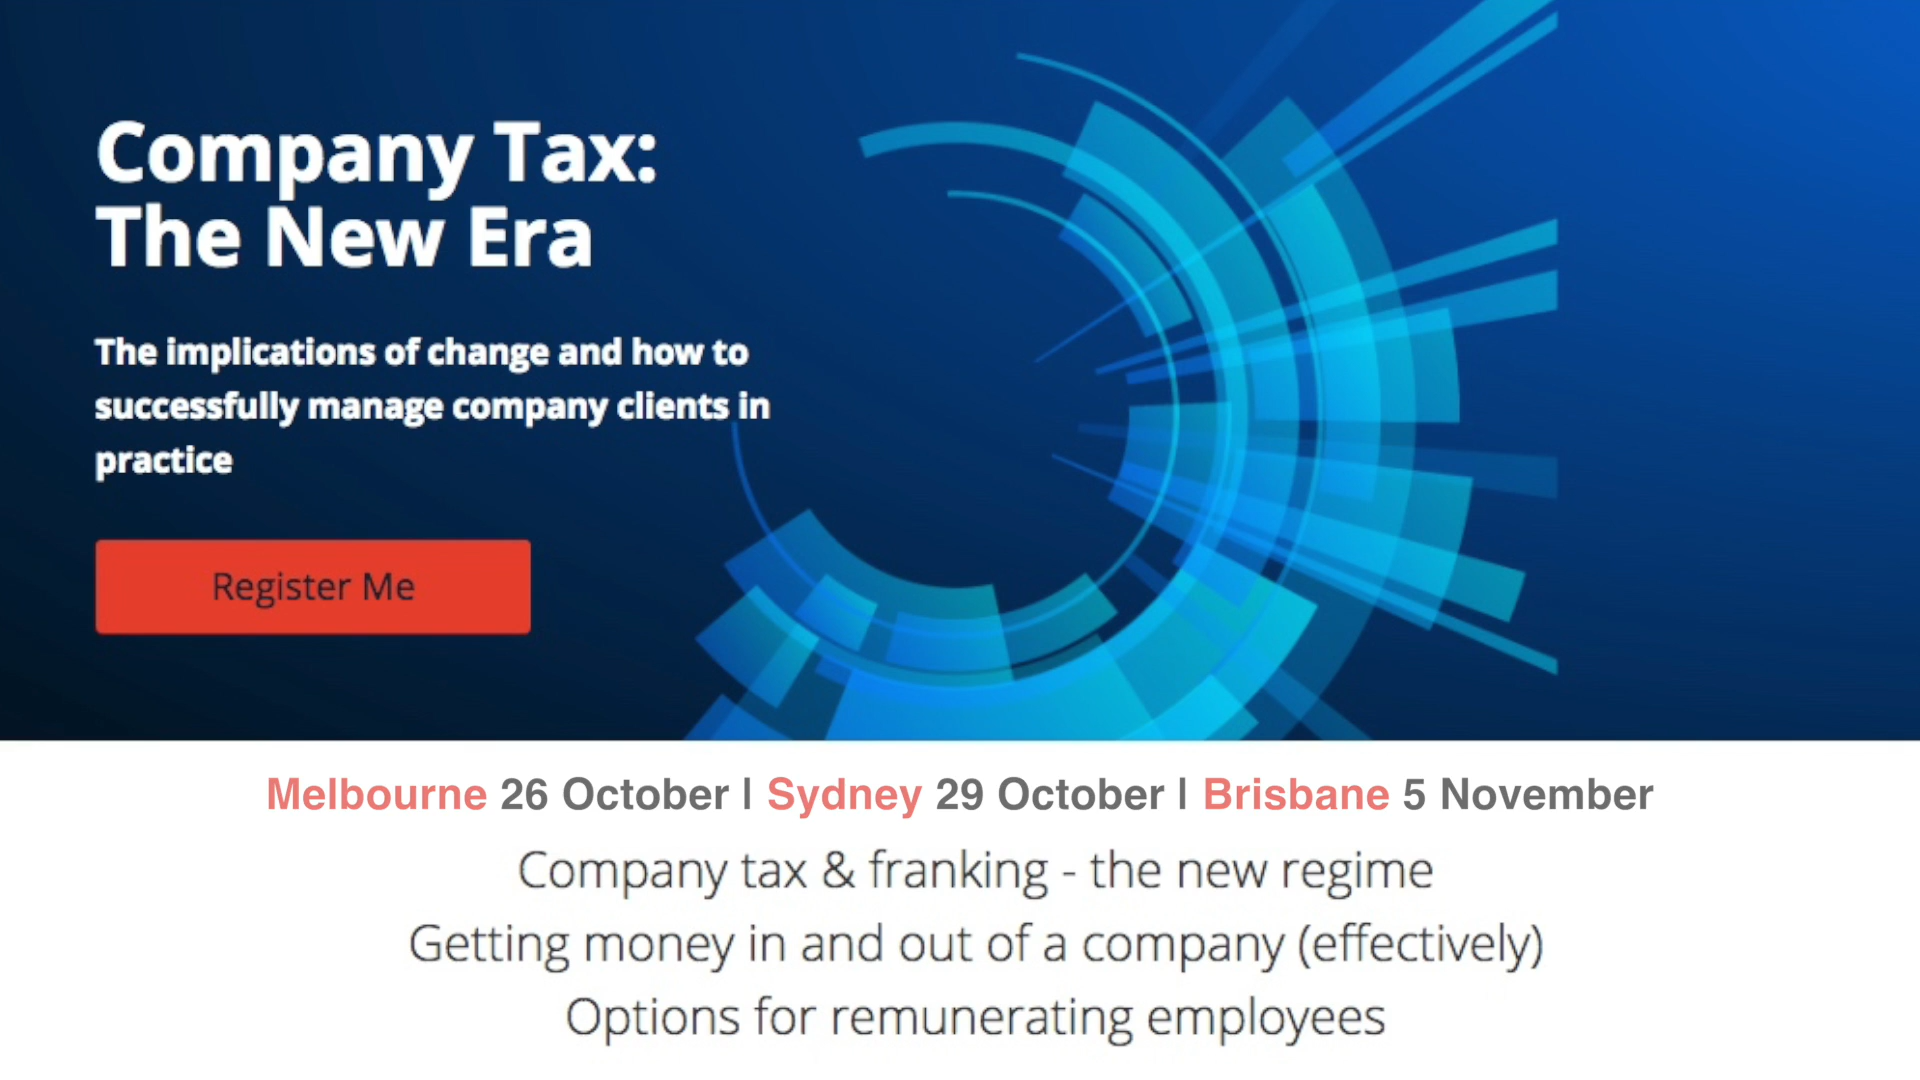 Company Tax:
The New Era
The implications of change and how to
successfully manage company clients in
practice
Register Me
Melbourne 26 October | Sydney 29 October | Brisbane 5 November
Company tax & franking - the new regime
Getting money in and out of a company (effectively)
Options for remunerating employees